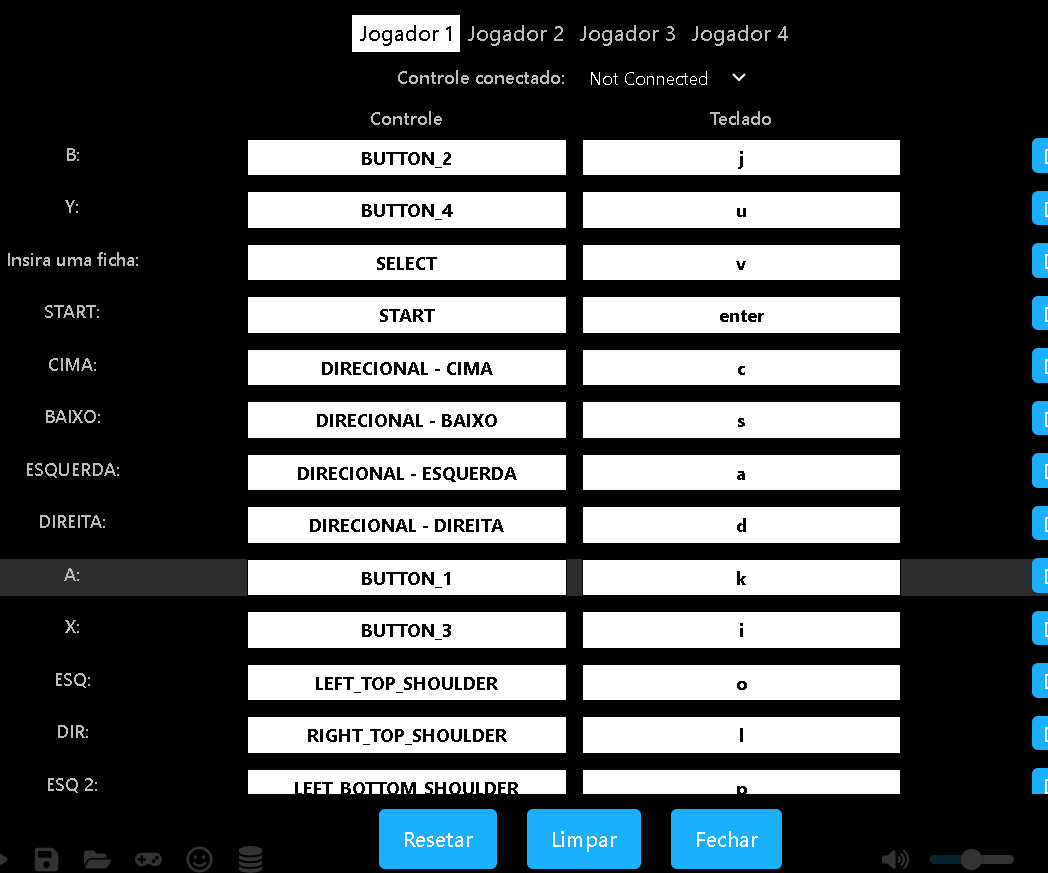 Jogador 1 Jogador 2 Jogador 3 Jogador 4
Controle conectado: Not Connected
Controle Teclado
B: BUTTON_2 j
Y: BUTTON_4 u
Insira uma ficha: SELECT v
START: START enter
CIMA: DIRECIONAL - CIMA c
BAIXO: DIRECIONAL - BAIXO s
ESQUERDA: DIRECIONAL - ESQUERDA a
DIREITA: DIRECIONAL - DIREITA d
A: BUTTON_1 k
X: BUTTON_3 i
ESQ: LEFT_TOP_SHOULDER o
DIR: RIGHT_TOP_SHOULDER l
ESQ 2: LEFT_BOTTOM_SHOULDER p
Resetar Limpar Fechar